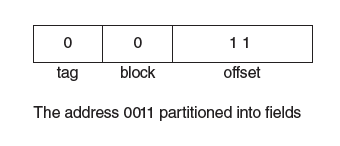 0 0 1 1
tag block offset
The address 0011 partitioned into fields